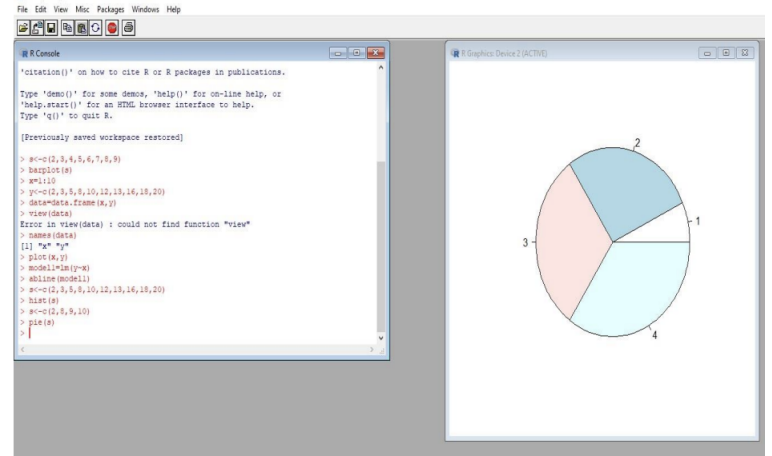 File Edit View Misc Packages Windows Help
R Console
'citation()' on how to cite R or R packages in publications.
Type 'demo()' for some demos, 'help()' for on-line help, or
'help.start()' for an HTML browser interface to help.
Type 'q()' to quit R.
[Previously saved workspace restored]
> s<-c(2,3,4,5,6,7,8,9)
> barplot(s)
> x=1:10
> y<-c(2,3,5,8,10,12,13,16,18,20)
> data=data.frame(x,y)
> view(data)
Error in view(data) : could not find function "view"
> names(data)
[1] "x" "y"
> plot(x,y)
> model1=lm(y~x)
> abline(model1)
> s<-c(2,3,5,8,10,12,13,16,18,20)
> hist(s)
> s<-c(2,8,9,10)
> pie(s)
>
R Graphics: Device 2 (ACTIVE)
2
1
3
4